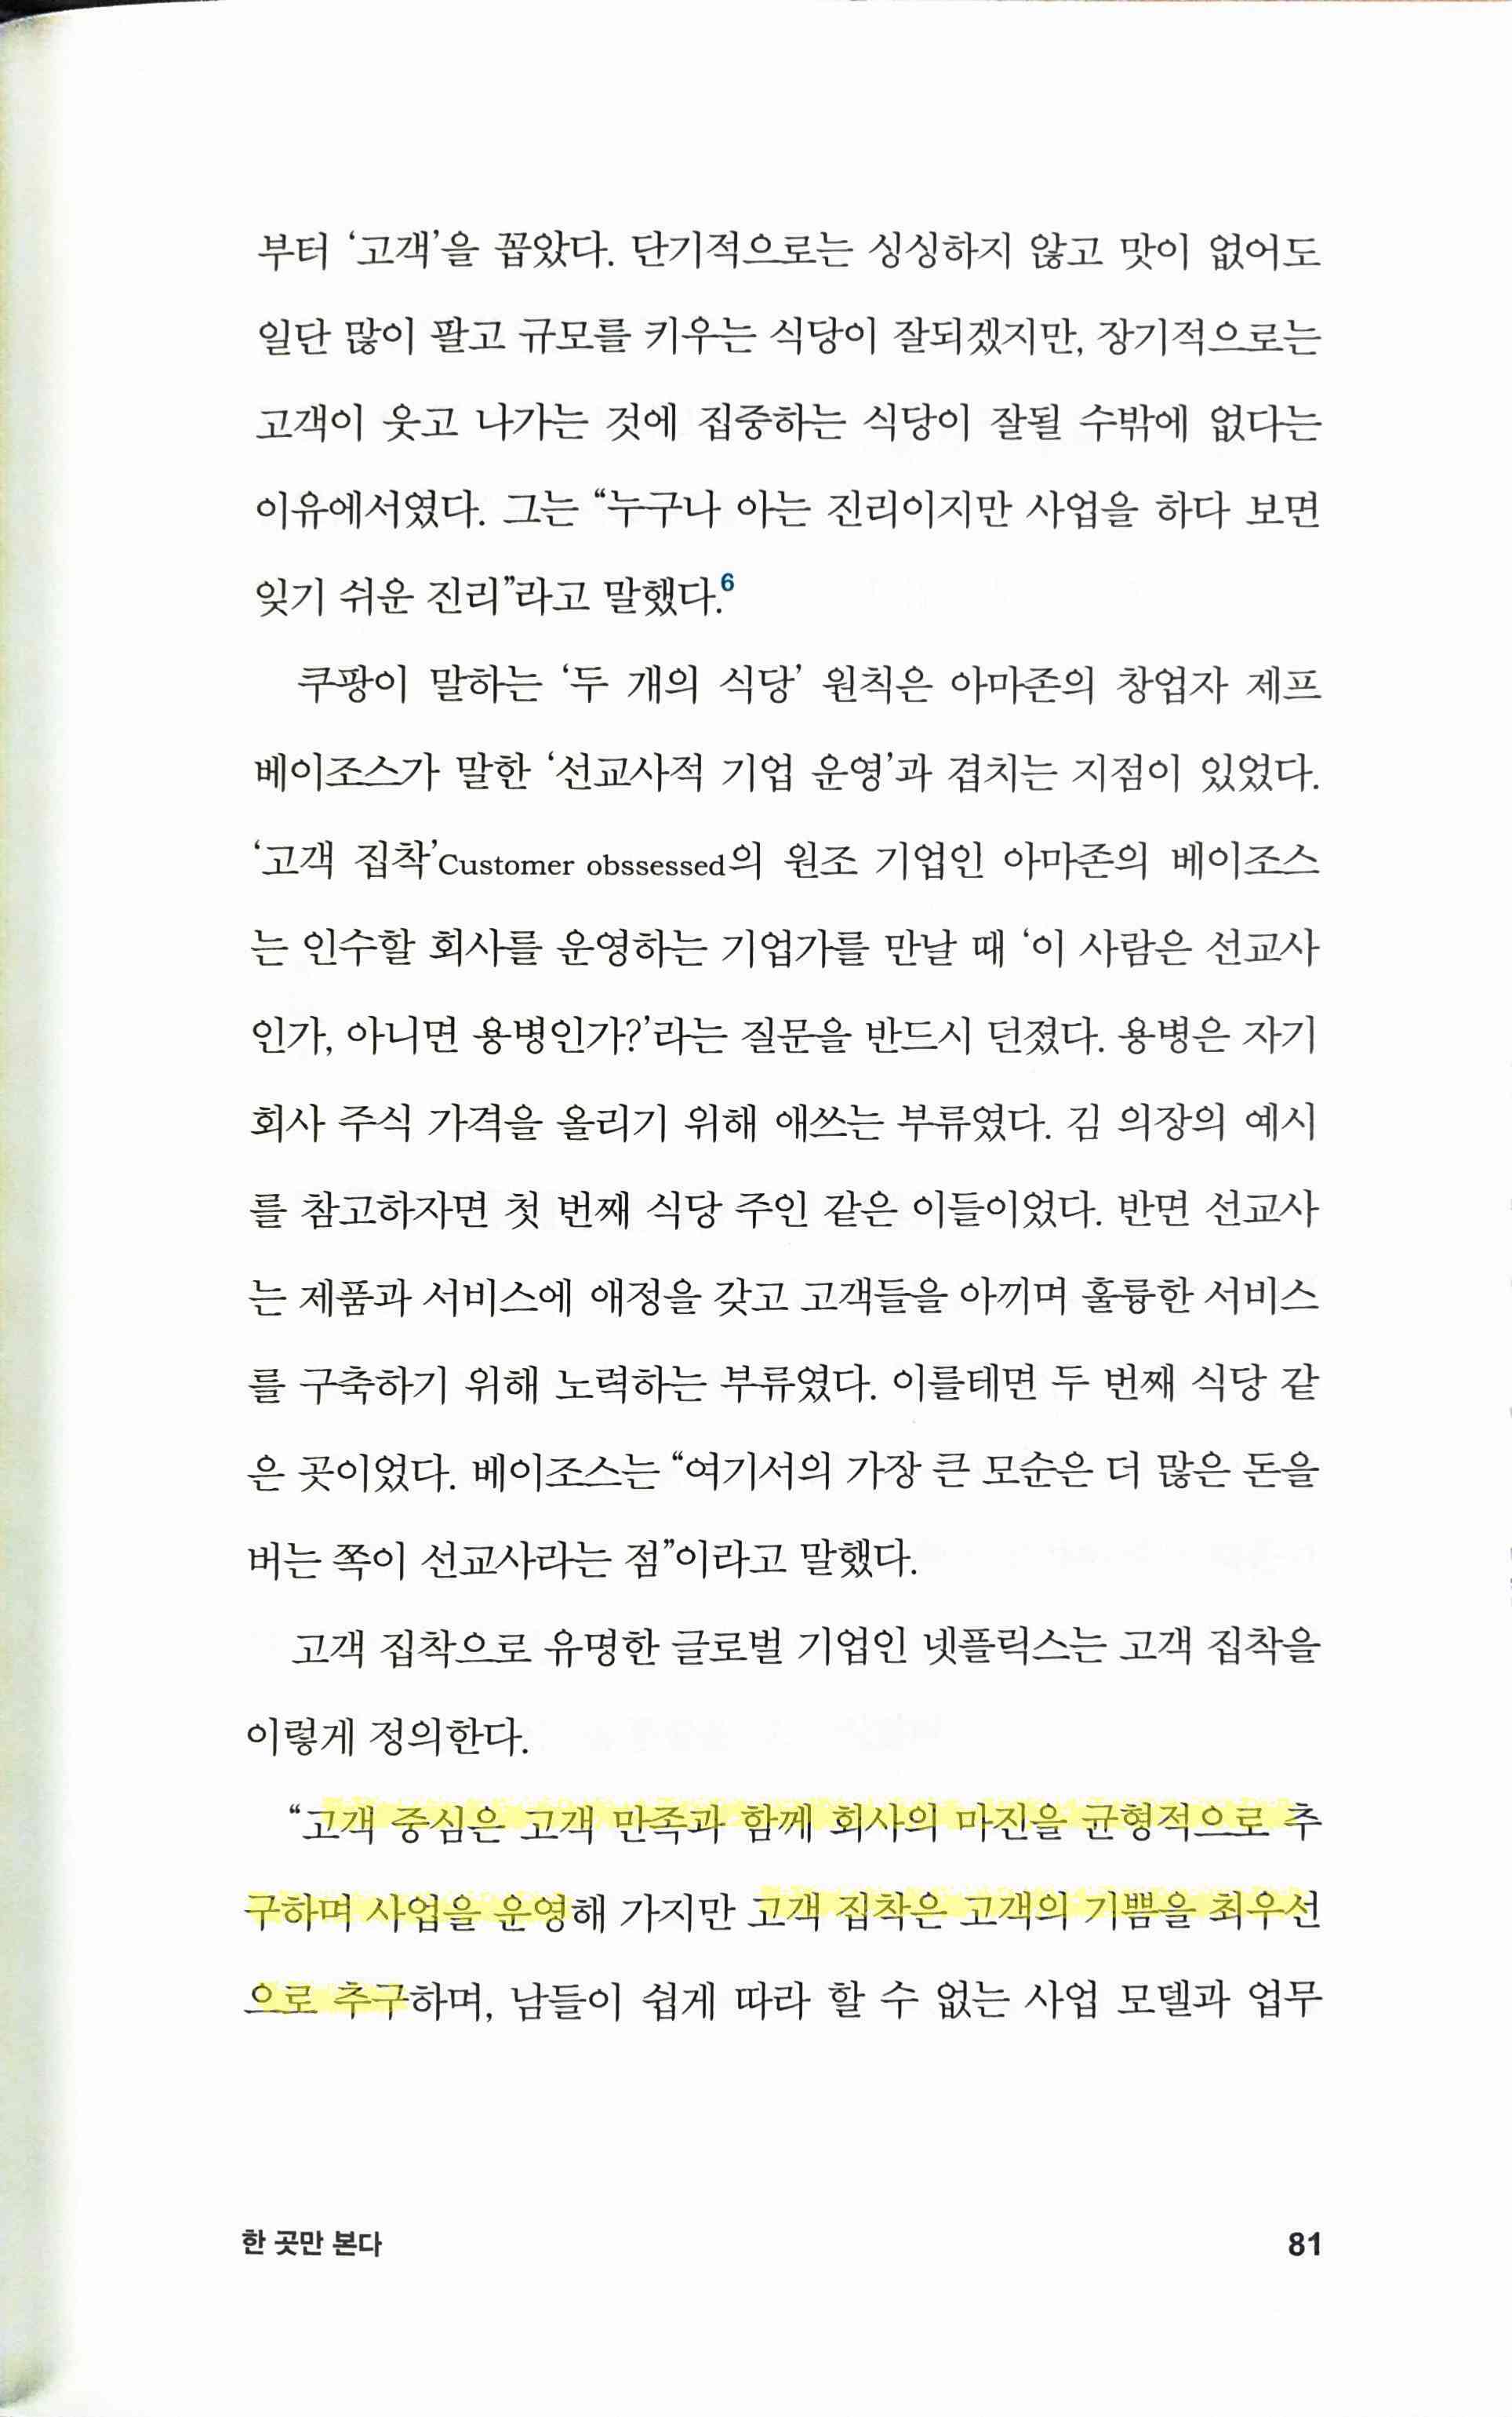 부터 ‘고객’을 꼽았다. 단기적으로는 싱싱하지 않고 맛이 없어도
일단 많이 팔고 규모를 키우는 식당이 잘되겠지만, 장기적으로는
고객이 웃고 나가는 것에 집중하는 식당이 잘될 수밖에 없다는
이유에서였다. 그는 “누구나 아는 진리이지만 사업을 하다 보면
잊기 쉬운 진리”라고 말했다.6
쿠팡이 말하는 ‘두 개의 식당’ 원칙은 아마존의 창업자 제프
베이조스가 말한 ‘선교사적 기업 운영’과 겹치는 지점이 있었다.
‘고객 집착’Customer obssessed의 원조 기업인 아마존의 베이조스
는 인수할 회사를 운영하는 기업가를 만날 때 ‘이 사람은 선교사
인가, 아니면 용병인가?’라는 질문을 반드시 던졌다. 용병은 자기
회사 주식 가격을 올리기 위해 애쓰는 부류였다. 김 의장의 예시
를 참고하자면 첫 번째 식당 주인 같은 이들이었다. 반면 선교사
는 제품과 서비스에 애정을 갖고 고객들을 아끼며 훌륭한 서비스
를 구축하기 위해 노력하는 부류였다. 이를테면 두 번째 식당 같
은 곳이었다. 베이조스는 “여기서의 가장 큰 모순은 더 많은 돈을
버는 쪽이 선교사라는 점”이라고 말했다.
고객 집착으로 유명한 글로벌 기업인 넷플릭스는 고객 집착을
이렇게 정의한다.
“고객 중심은 고객 만족과 함께 회사의 마진을 균형적으로 추
구하며 사업을 운영해 가지만 고객 집착은 고객의 기쁨을 최우선
으로 추구하며, 남들이 쉽게 따라 할 수 없는 사업 모델과 업무
한 곳만 본다
81